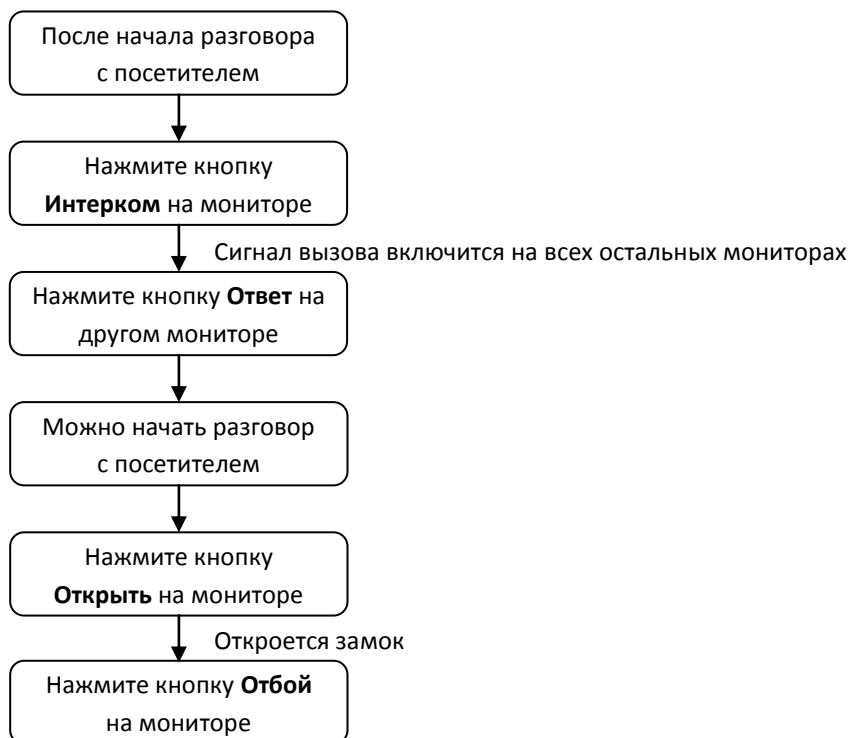 После начала разговора
с посетителем
Нажмите кнопку
Интерком на мониторе
Сигнал вызова включится на всех остальных мониторах
Нажмите кнопку Ответ на
другом мониторе
Можно начать разговор
с посетителем
Нажмите кнопку
Открыть на мониторе
Откроется замок
Нажмите кнопку Отбой
на мониторе